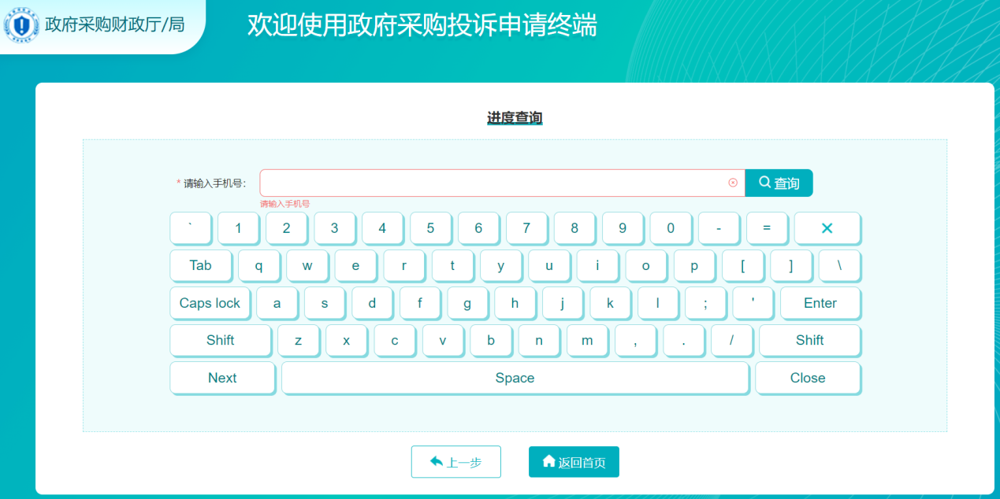 政府采购财政厅/局
欢迎使用政府采购投诉申请终端
进度查询
* 请输入手机号:
查询
请输入手机号
` 1 2 3 4 5 6 7 8 9 0 - =
Tab q w e r t y u i o p [ ] \
Caps lock a s d f g h j k l ; ' Enter
Shift z x c v b n m , . / Shift
Next Space Close
上一步 返回首页